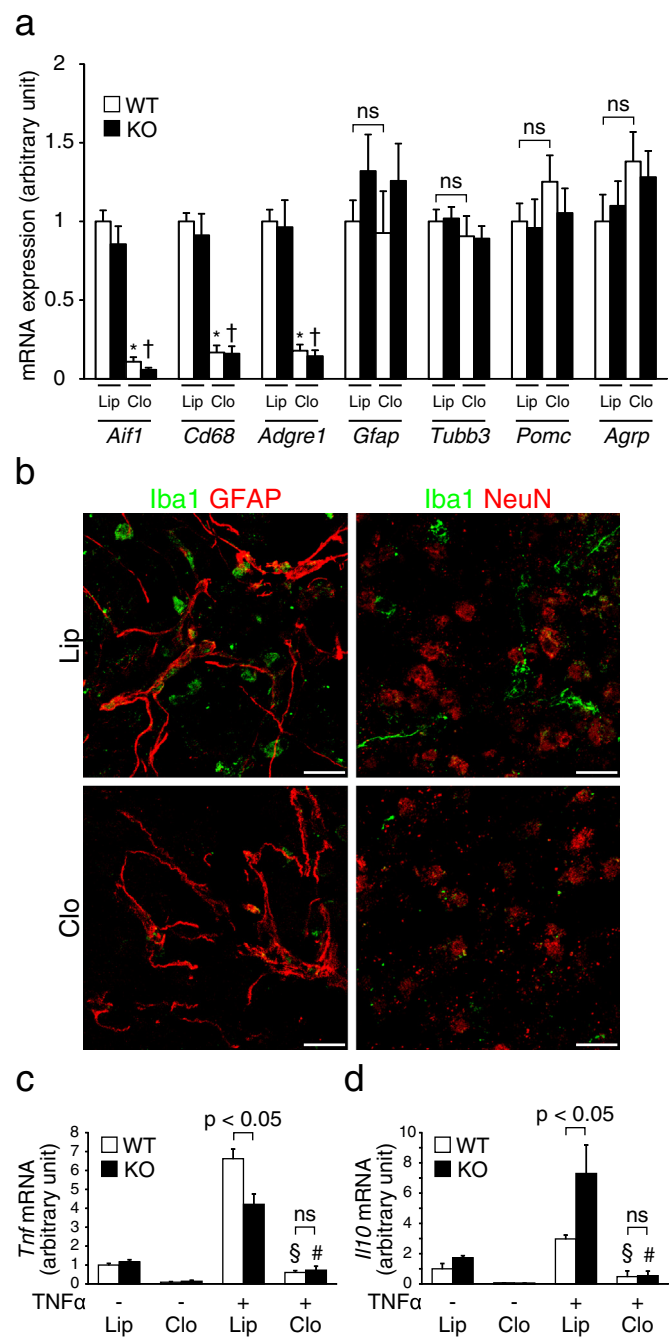 a
mRNA expression (arbitrary unit)
2
1.5
1
0.5
0
WT
KO
ns
ns
ns
ns
* † * † * †
Lip Clo Lip Clo Lip Clo Lip Clo Lip Clo Lip Clo Lip Clo
Aif1 Cd68 Adgre1 Gfap Tubb3 Pomc Agrp
b
Iba1 GFAP Iba1 NeuN
Lip
Clo
c
Tnf mRNA
(arbitrary unit)
8
7
6
5
4
3
2
1
0
WT
KO
p < 0.05
ns
§ #
TNFα - - + +
Lip Clo Lip Clo
d
Il10 mRNA
(arbitrary unit)
10
8
6
4
2
0
WT
KO
p < 0.05
ns
§ #
TNFα - - + +
Lip Clo Lip Clo